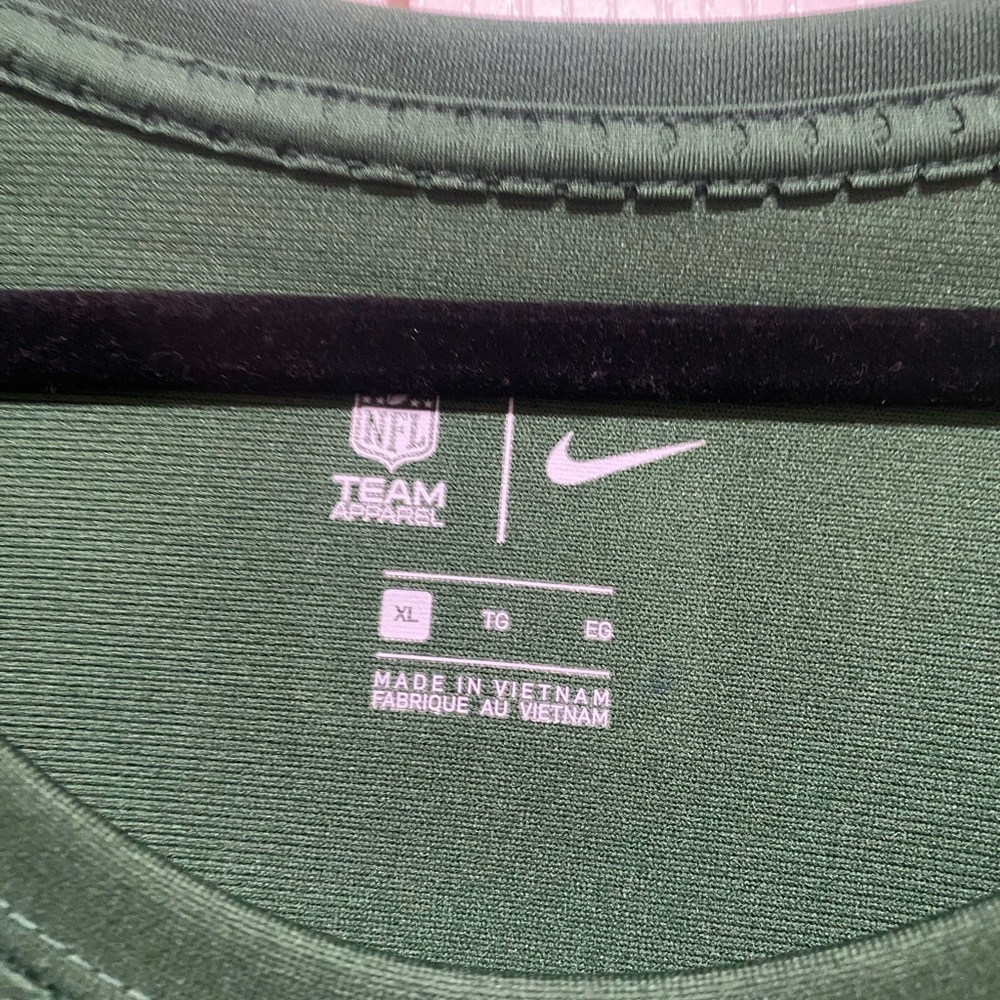 NFL
TEAM
APPAREL
XL TG EG
MADE IN VIETNAM
FABRIQUE AU VIETNAM